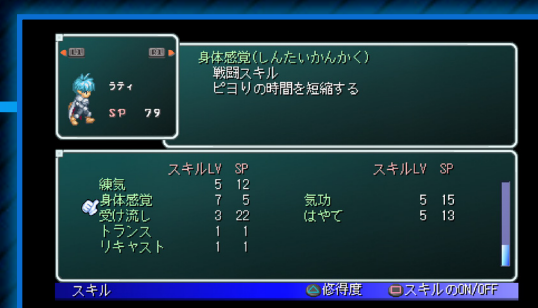 L1 R1
ラティ
SP 79
身体感覚(しんたいかんかく)
戦闘スキル
ピヨりの時間を短縮する
スキルLV SP スキルLV SP
練気 5 12
身体感覚 7 5 気功 5 15
受け流し 3 22 はやて 5 13
トランス 1 1
リキャスト 1 1
スキル 修得度 スキルのON/OFF